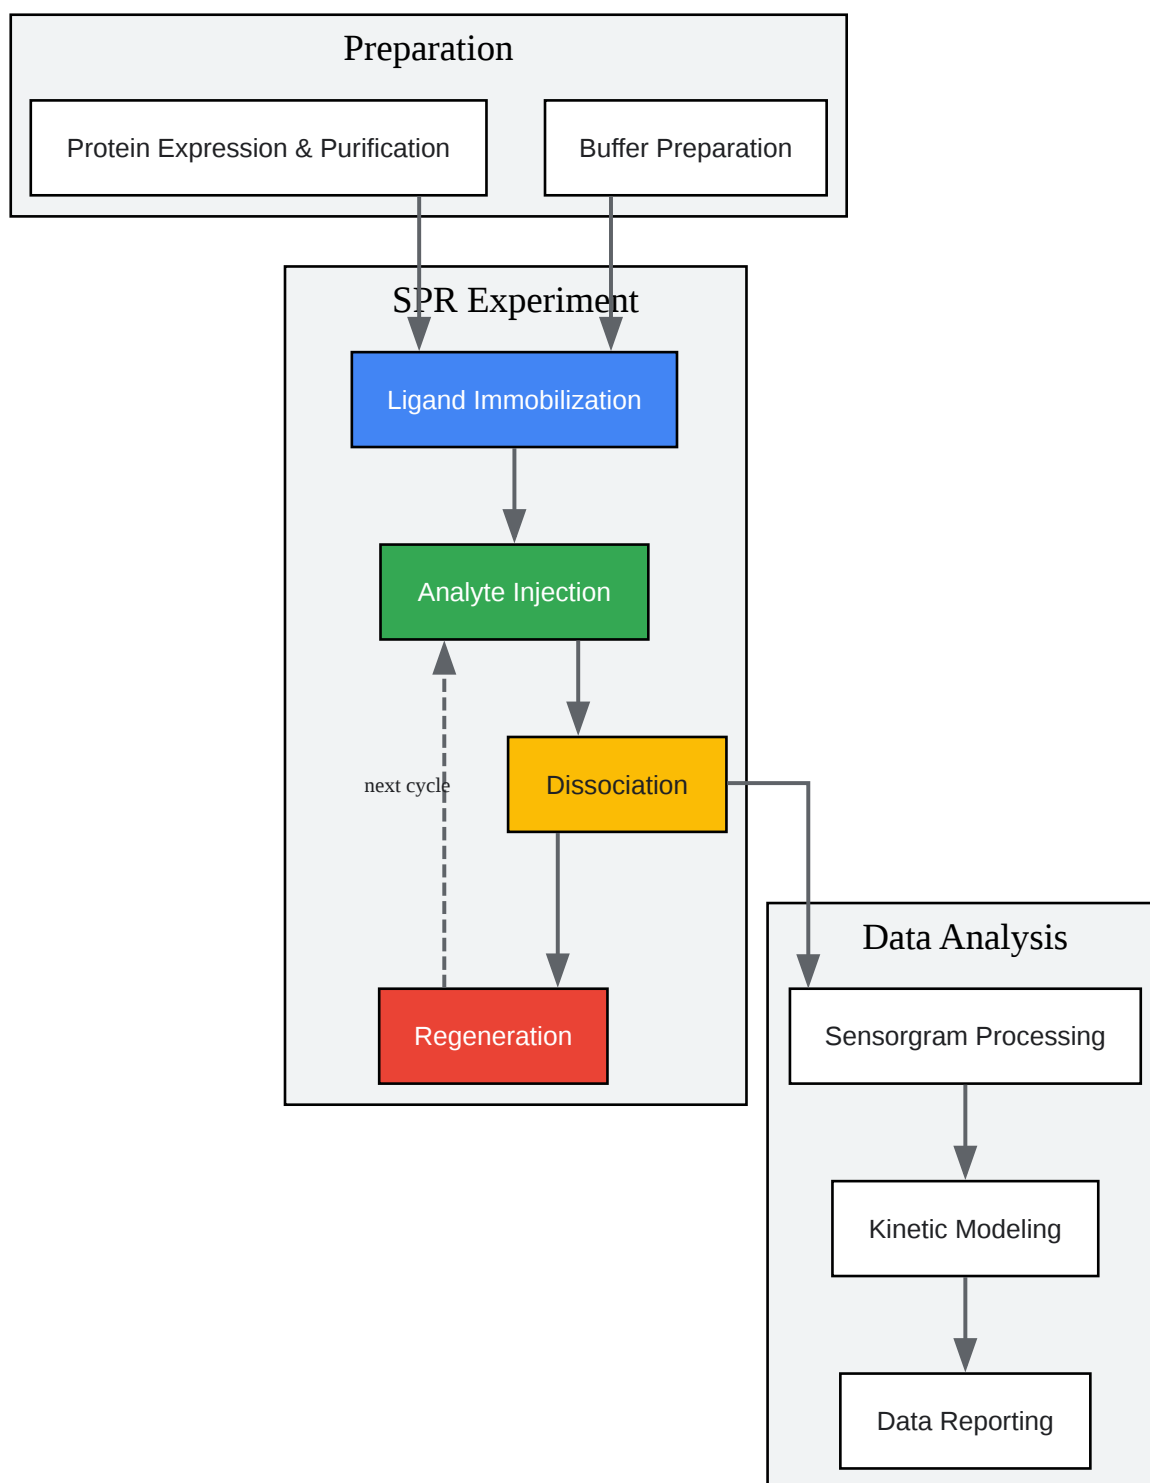 Preparation
Protein Expression & Purification
Buffer Preparation
SPR Experiment
Ligand Immobilization
Analyte Injection
next cycle
Dissociation
Regeneration
Data Analysis
Sensorgram Processing
Kinetic Modeling
Data Reporting